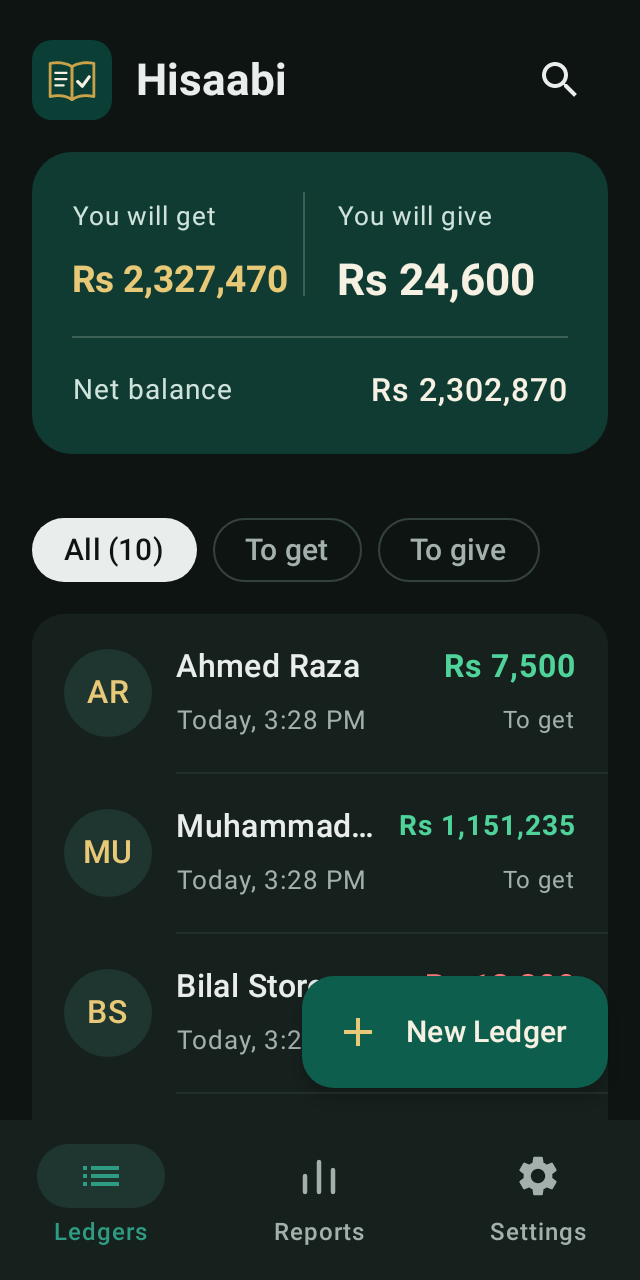 Hisaabi
You will get
You will give
Rs 2,327,470
Rs 24,600
Net balance
Rs 2,302,870
All (10)
To get
To give
AR
Ahmed Raza
Rs 7,500
Today, 3:28 PM
To get
MU
Muhammad…
Rs 1,151,235
Today, 3:28 PM
To get
BS
Bilal Store
Today, 3:2
New Ledger
Ledgers
Reports
Settings